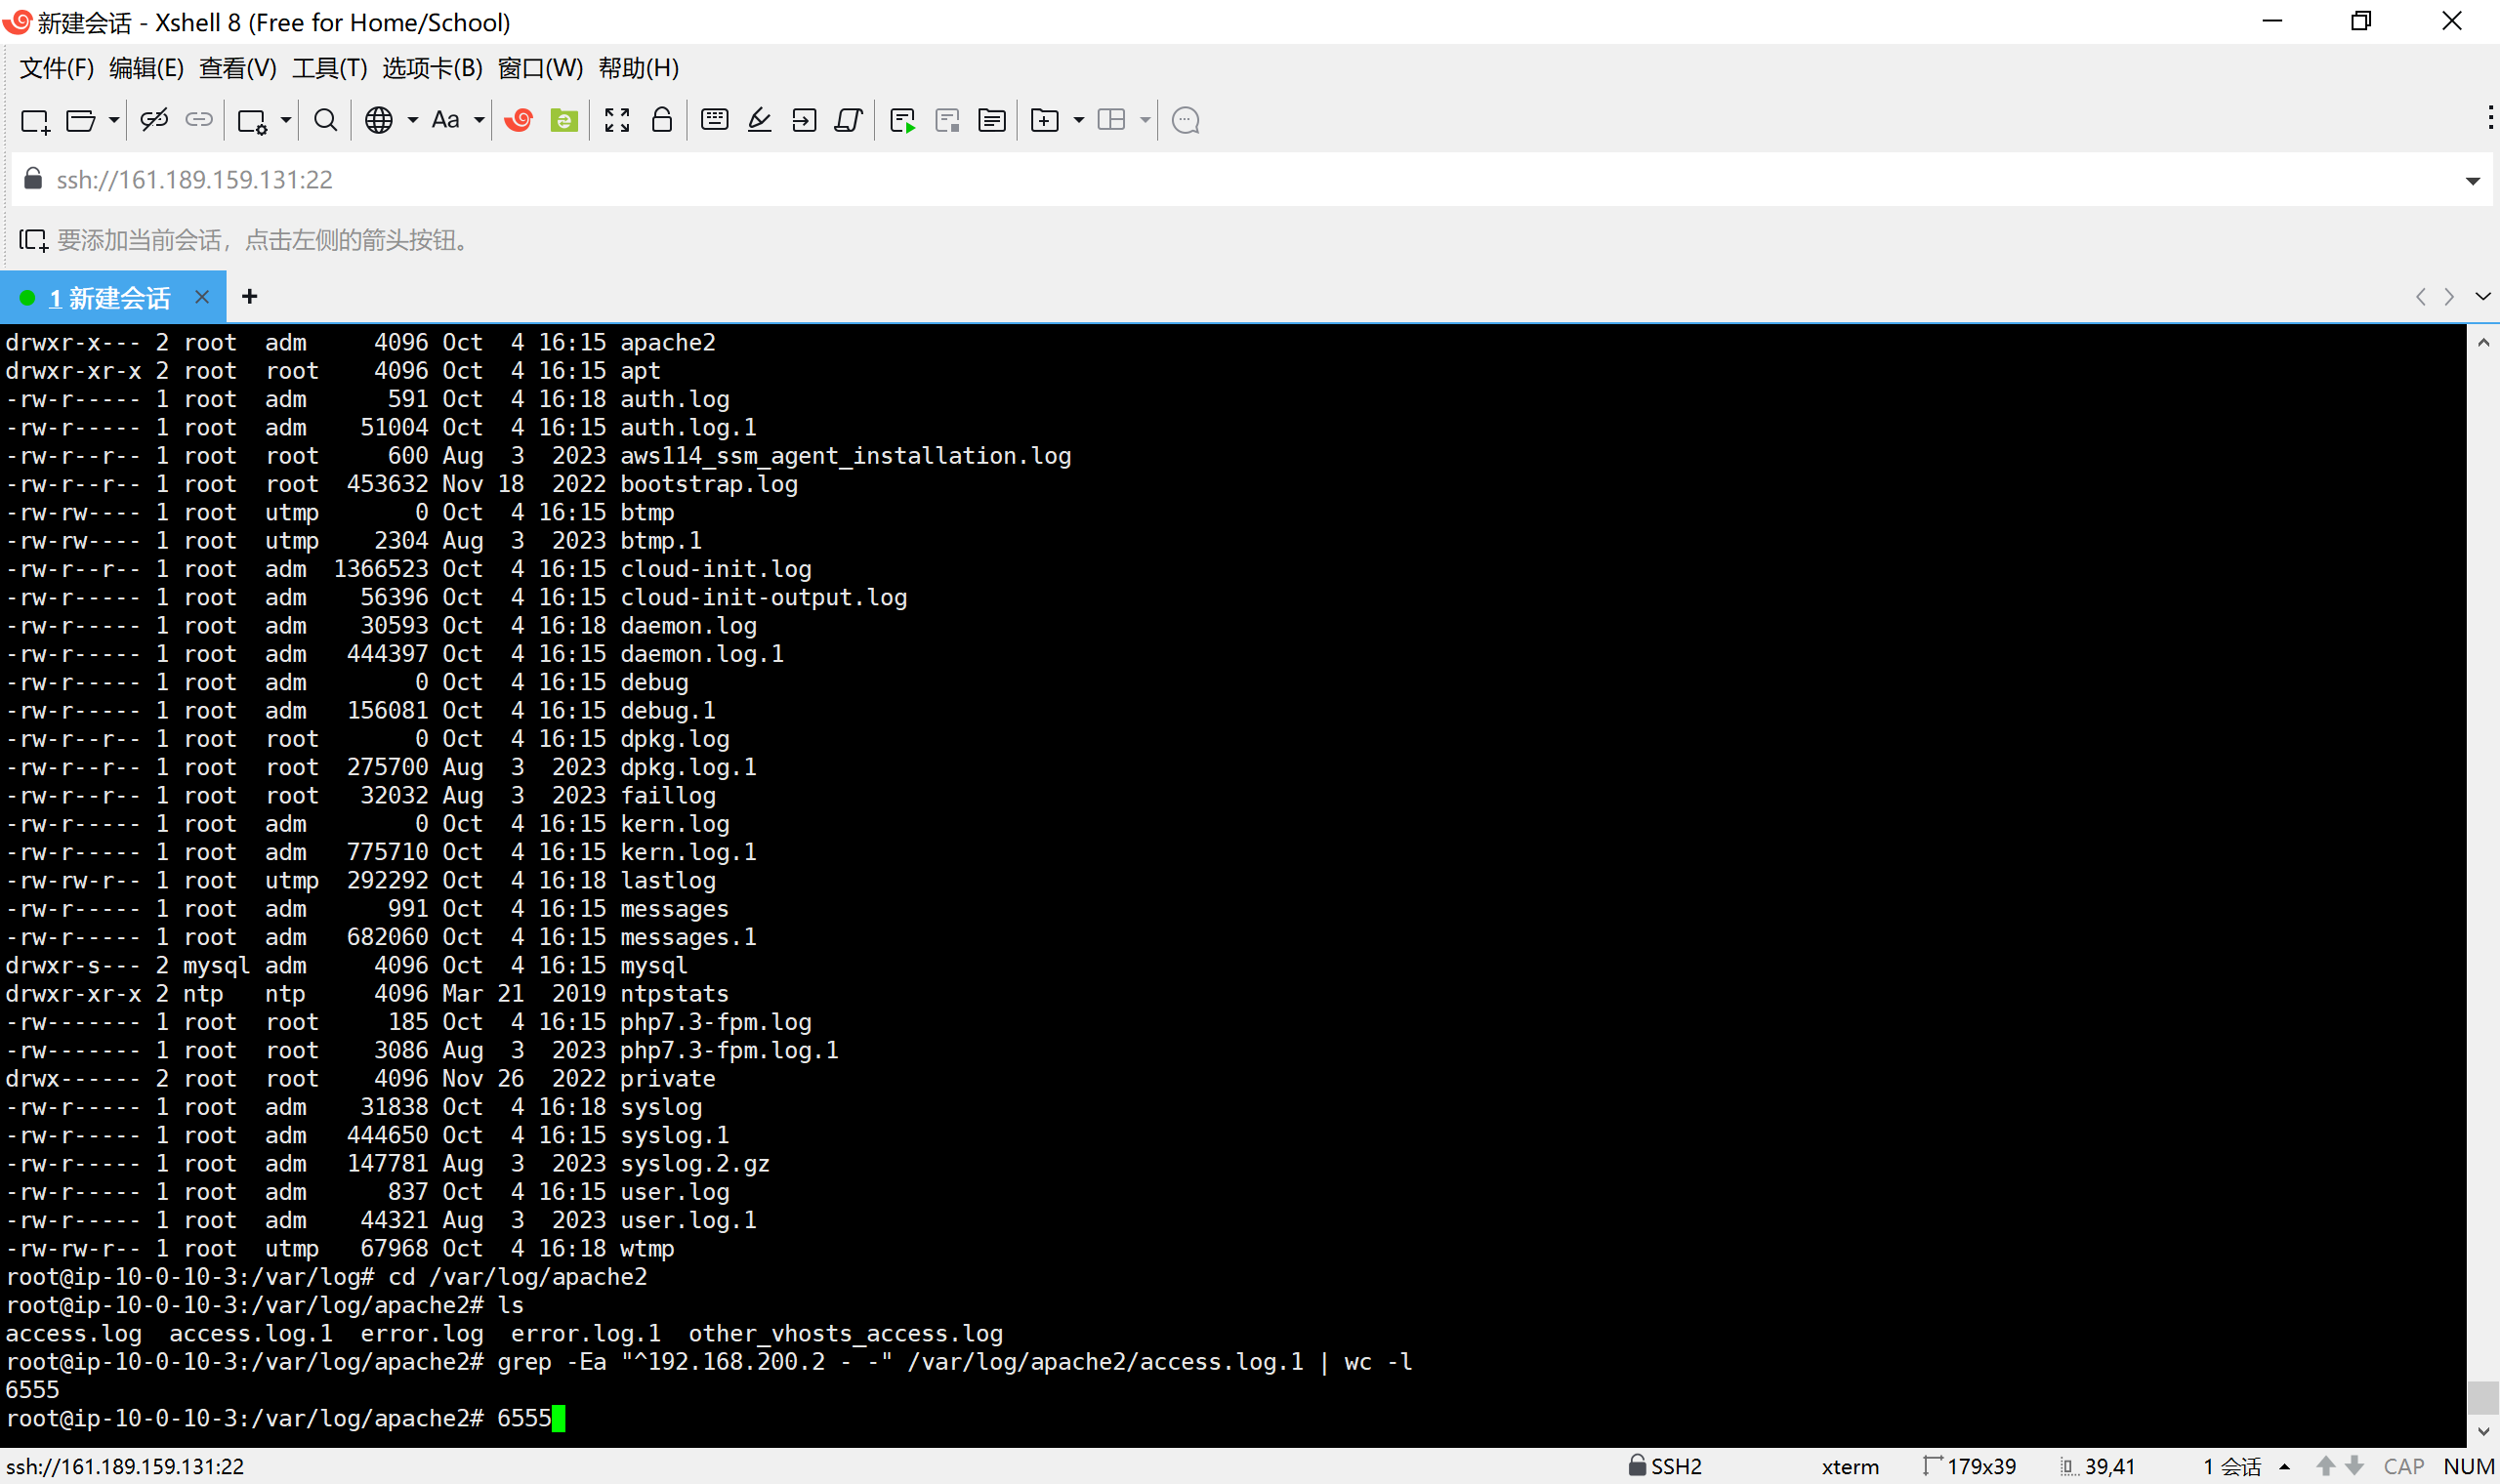 新建会话 - Xshell 8 (Free for Home/School)
文件(F) 编辑(E) 查看(V) 工具(T) 选项卡(B) 窗口(W) 帮助(H)
Aa
ssh://161.189.159.131:22
要添加当前会话，点击左侧的箭头按钮。
1 新建会话
drwxr-x--- 2 root  adm     4096 Oct  4 16:15 apache2
drwxr-xr-x 2 root  root    4096 Oct  4 16:15 apt
-rw-r----- 1 root  adm      591 Oct  4 16:18 auth.log
-rw-r----- 1 root  adm    51004 Oct  4 16:15 auth.log.1
-rw-r--r-- 1 root  root     600 Aug  3  2023 aws114_ssm_agent_installation.log
-rw-r--r-- 1 root  root  453632 Nov 18  2022 bootstrap.log
-rw-rw---- 1 root  utmp       0 Oct  4 16:15 btmp
-rw-rw---- 1 root  utmp    2304 Aug  3  2023 btmp.1
-rw-r--r-- 1 root  adm  1366523 Oct  4 16:15 cloud-init.log
-rw-r----- 1 root  adm    56396 Oct  4 16:15 cloud-init-output.log
-rw-r----- 1 root  adm    30593 Oct  4 16:18 daemon.log
-rw-r----- 1 root  adm   444397 Oct  4 16:15 daemon.log.1
-rw-r----- 1 root  adm        0 Oct  4 16:15 debug
-rw-r----- 1 root  adm   156081 Oct  4 16:15 debug.1
-rw-r--r-- 1 root  root       0 Oct  4 16:15 dpkg.log
-rw-r--r-- 1 root  root  275700 Aug  3  2023 dpkg.log.1
-rw-r--r-- 1 root  root   32032 Aug  3  2023 faillog
-rw-r----- 1 root  adm        0 Oct  4 16:15 kern.log
-rw-r----- 1 root  adm   775710 Oct  4 16:15 kern.log.1
-rw-rw-r-- 1 root  utmp  292292 Oct  4 16:18 lastlog
-rw-r----- 1 root  adm      991 Oct  4 16:15 messages
-rw-r----- 1 root  adm   682060 Oct  4 16:15 messages.1
drwxr-s--- 2 mysql adm     4096 Oct  4 16:15 mysql
drwxr-xr-x 2 ntp   ntp     4096 Mar 21  2019 ntpstats
-rw------- 1 root  root     185 Oct  4 16:15 php7.3-fpm.log
-rw------- 1 root  root    3086 Aug  3  2023 php7.3-fpm.log.1
drwx------ 2 root  root    4096 Nov 26  2022 private
-rw-r----- 1 root  adm    31838 Oct  4 16:18 syslog
-rw-r----- 1 root  adm   444650 Oct  4 16:15 syslog.1
-rw-r----- 1 root  adm   147781 Aug  3  2023 syslog.2.gz
-rw-r----- 1 root  adm      837 Oct  4 16:15 user.log
-rw-r----- 1 root  adm    44321 Aug  3  2023 user.log.1
-rw-rw-r-- 1 root  utmp   67968 Oct  4 16:18 wtmp
root@ip-10-0-10-3:/var/log# cd /var/log/apache2
root@ip-10-0-10-3:/var/log/apache2# ls
access.log  access.log.1  error.log  error.log.1  other_vhosts_access.log
root@ip-10-0-10-3:/var/log/apache2# grep -Ea "^192.168.200.2 - -" /var/log/apache2/access.log.1 | wc -l
6555
root@ip-10-0-10-3:/var/log/apache2# 6555
ssh://161.189.159.131:22 SSH2 xterm 179x39 39,41 1 会话 CAP NUM